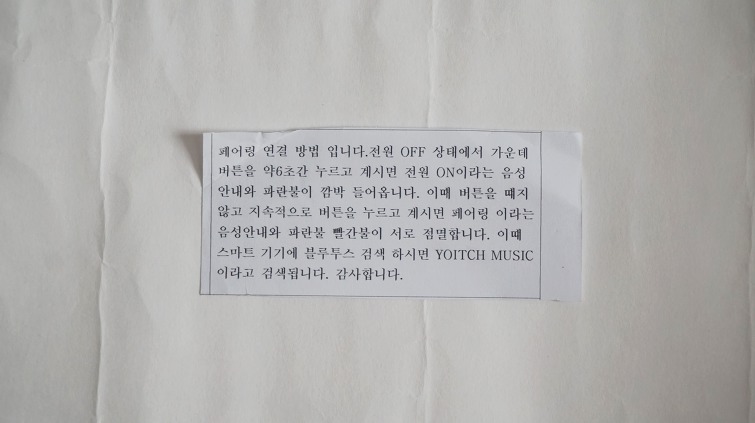 페어링 연결 방법 입니다.전원 OFF 상태에서 가운데
버튼을 약6초간 누르고 계시면 전원 ON이라는 음성
안내와 파란불이 깜박 들어옵니다. 이때 버튼을 떼지
않고 지속적으로 버튼을 누르고 계시면 페어링 이라는
음성안내와 파란불 빨간불이 서로 점멸합니다. 이때
스마트 기기에 블루투스 검색 하시면 YOITCH MUSIC
이라고 검색됩니다. 감사합니다.